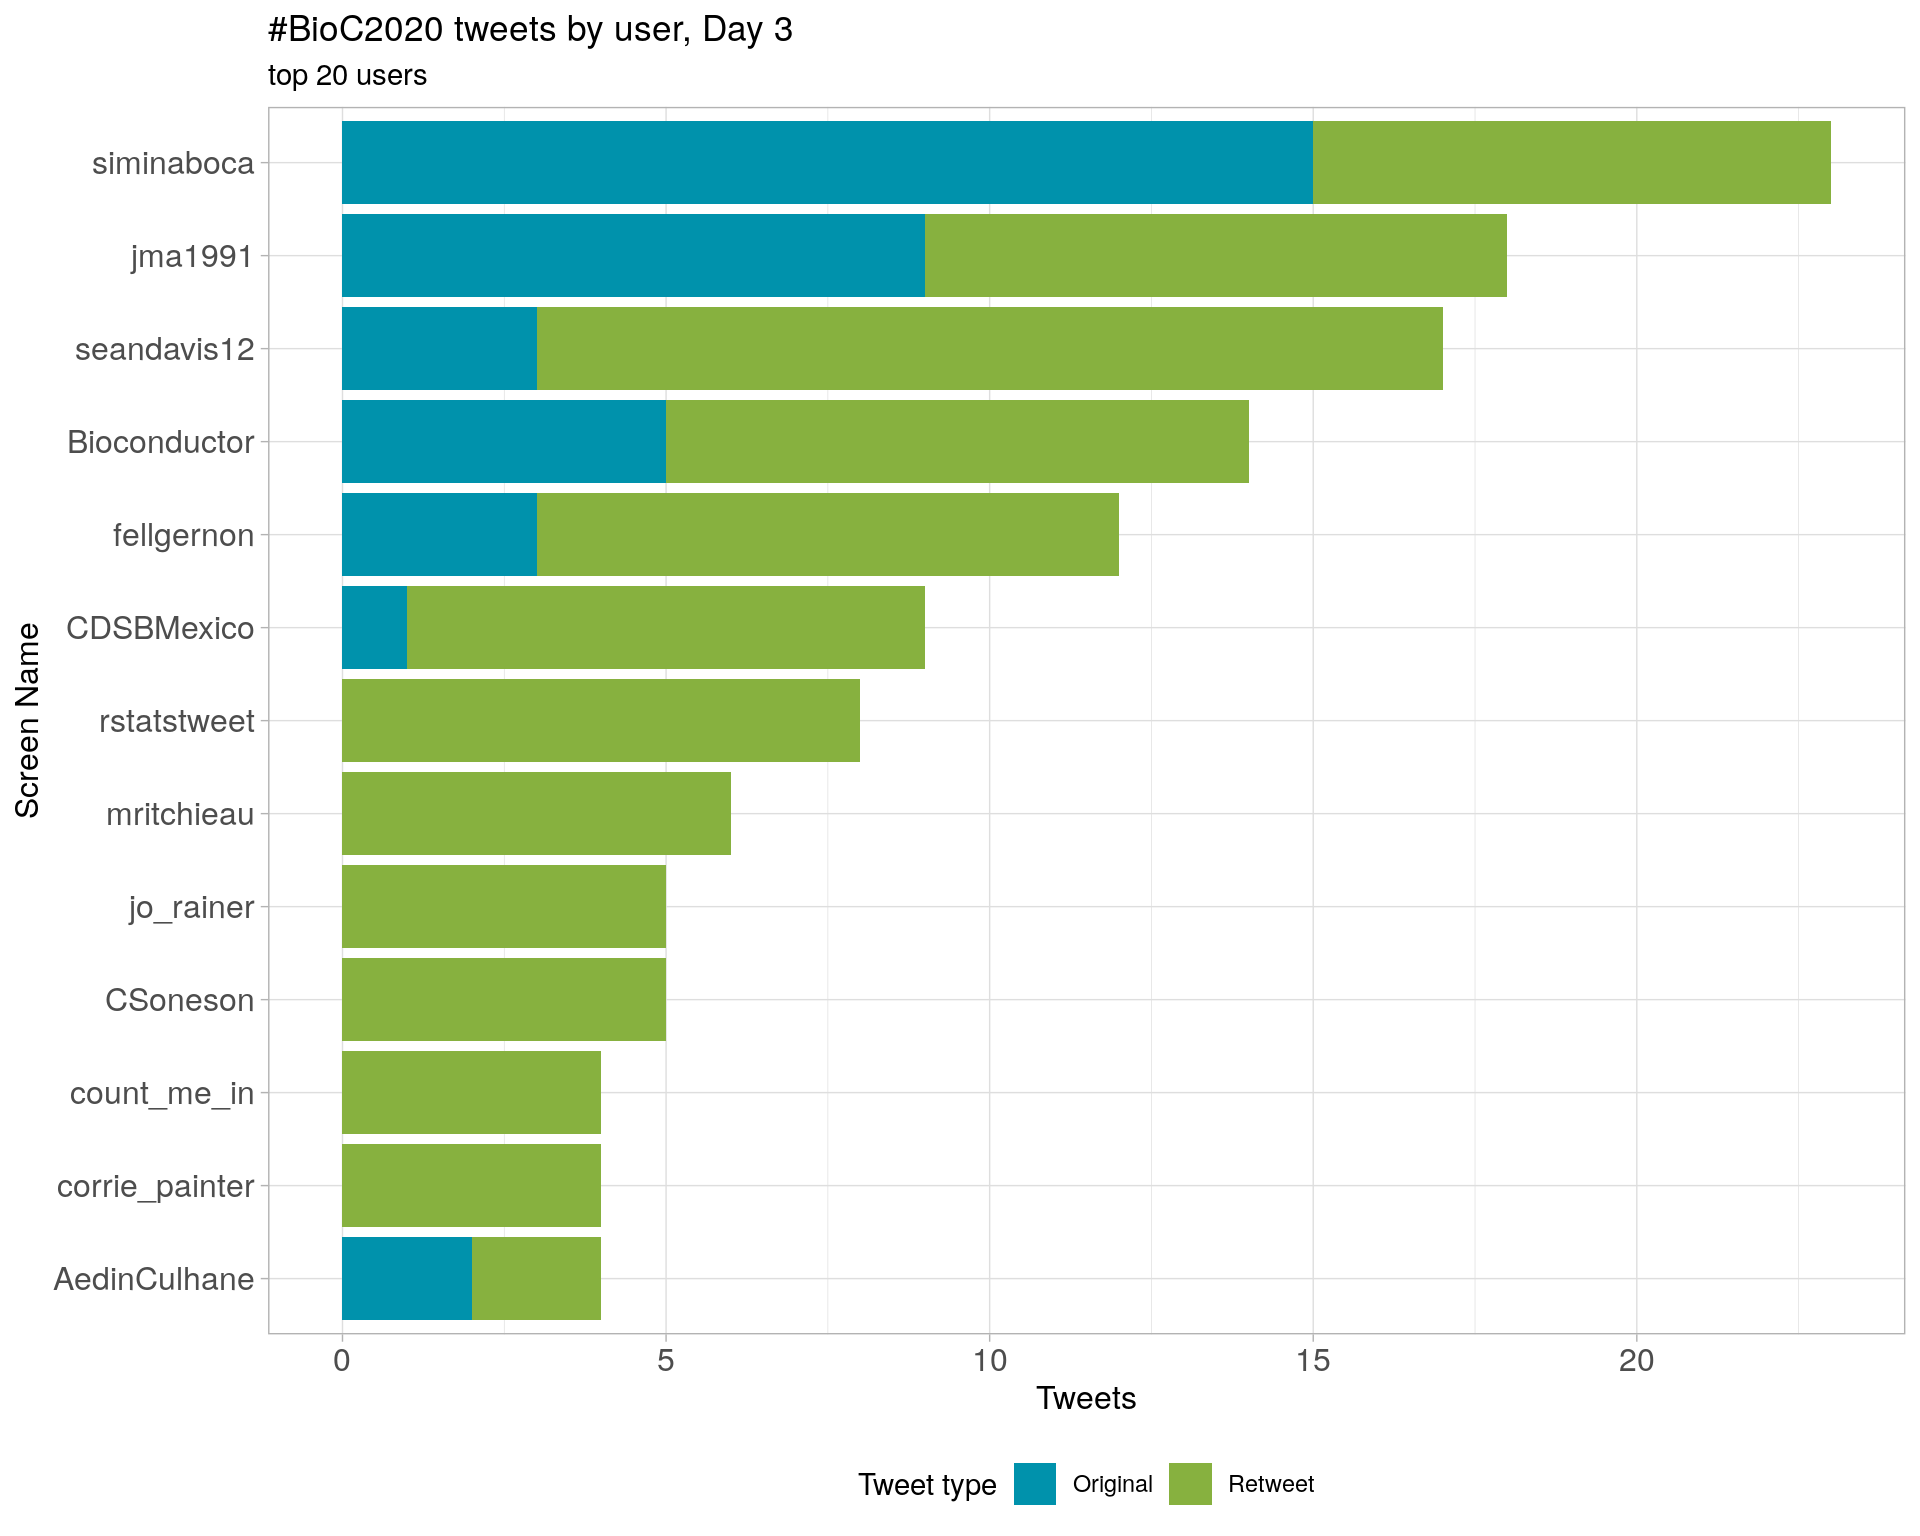 #BioC2020 tweets by user, Day 3
top 20 users
Screen Name
siminaboca
jma1991
seandavis12
Bioconductor
fellgernon
CDSBMexico
rstatstweet
mritchieau
jo_rainer
CSoneson
count_me_in
corrie_painter
AedinCulhane
0 5 10 15 20
Tweets
Tweet type Original Retweet